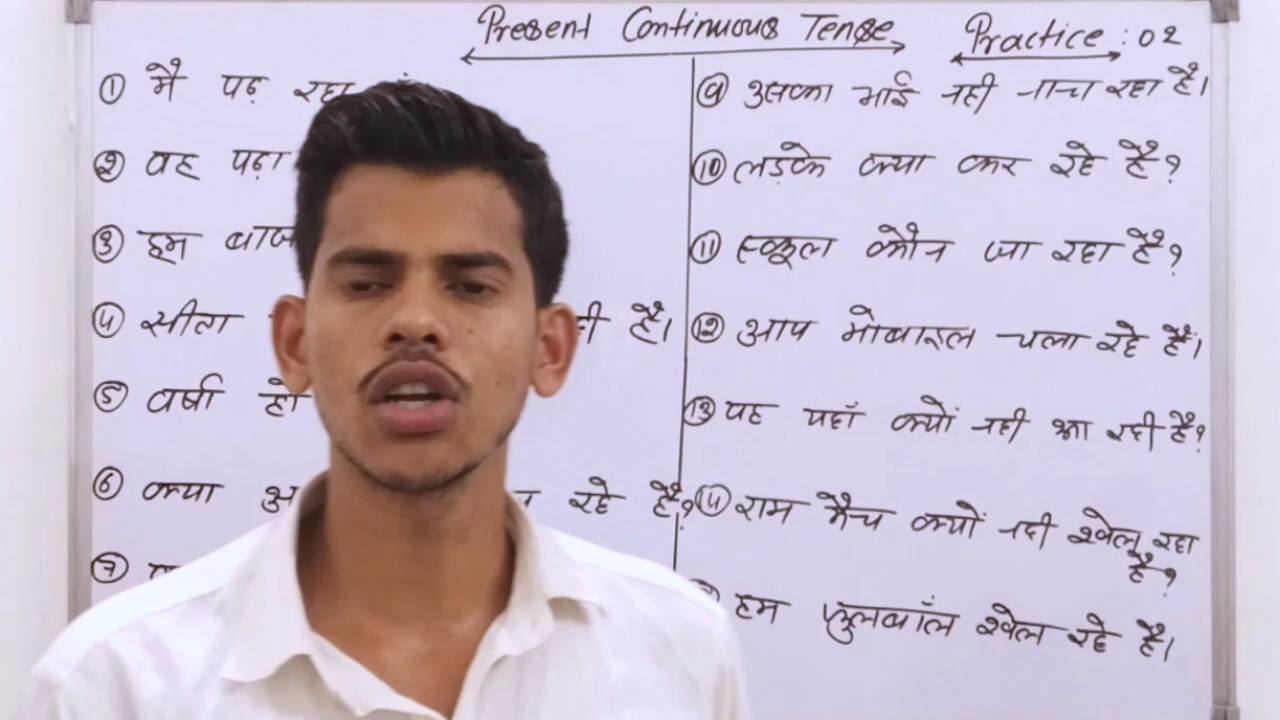 Present Continuous Tense Practice : 02
① मै पढ़ रहा
② वह पढ़ा
③ हम
④ सीता ही है।
⑤ वर्षा हो
⑥ क्या रहे है?
⑦
⑨ उसका भाई नही नाच रहा है।
⑩ लड़के क्या कर रहे है?
⑪ स्कूल कौन जा रहा है?
⑫ आप मोबाइल चला रहे हैं।
⑬ यह यहाँ क्यों नही आ रही है?
⑭ राम मैच क्यों नही खेल रहा
है?
हम फुलबॉल खेल रहे है।